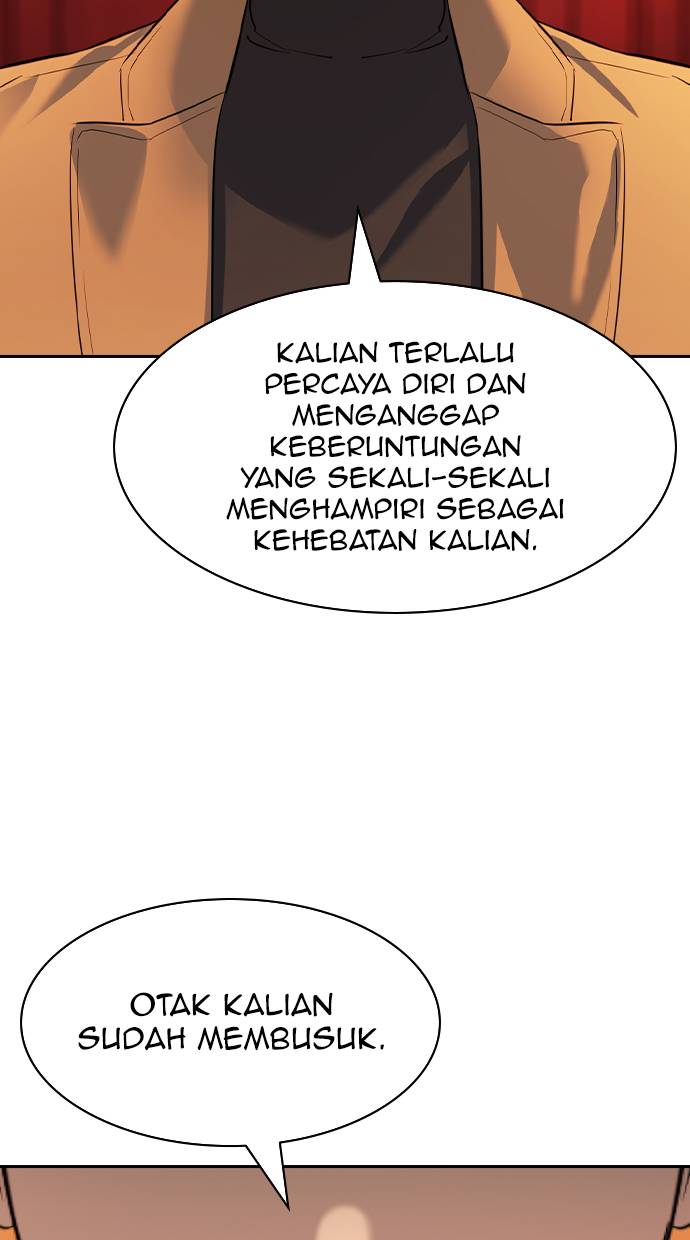 KALIAN TERLALU
PERCAYA DIRI DAN
MENGANGGAP
KEBERUNTUNGAN
YANG SEKALI-SEKALI
MENGHAMPIRI SEBAGAI
KEHEBATAN KALIAN.
OTAK KALIAN
SUDAH MEMBUSUK.